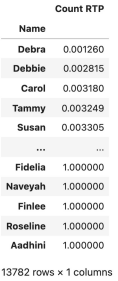 Count RTP
Name
Debra 0.001260
Debbie 0.002815
Carol 0.003180
Tammy 0.003249
Susan 0.003305
... ...
Fidelia 1.000000
Naveyah 1.000000
Finlee 1.000000
Roseline 1.000000
Aadhini 1.000000
13782 rows × 1 columns